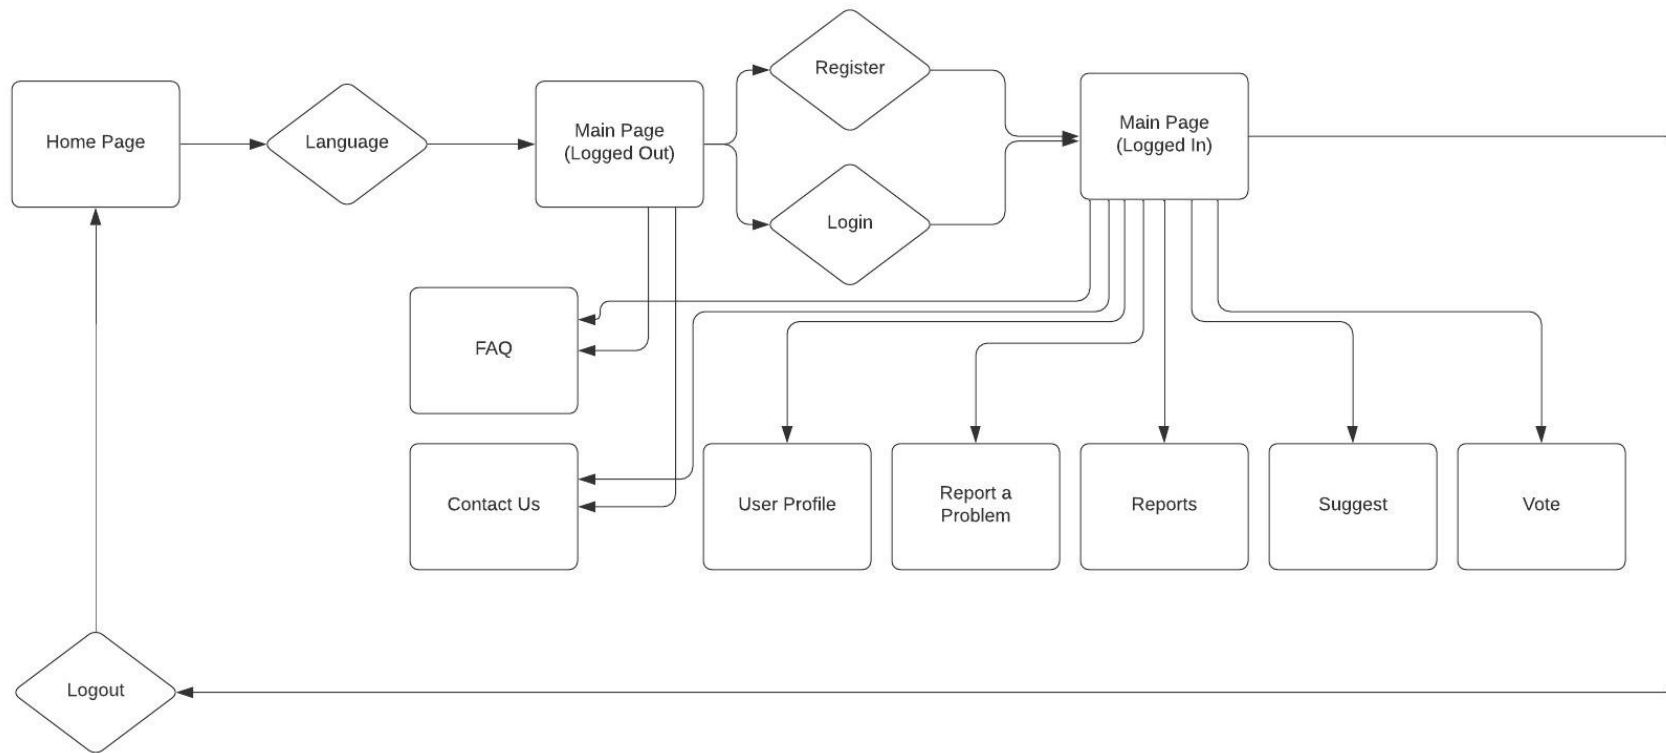 Register
Home Page
Language
Main Page
(Logged Out)
Main Page
(Logged In)
Login
FAQ
Contact Us
User Profile
Report a
Problem
Reports
Suggest
Vote
Logout